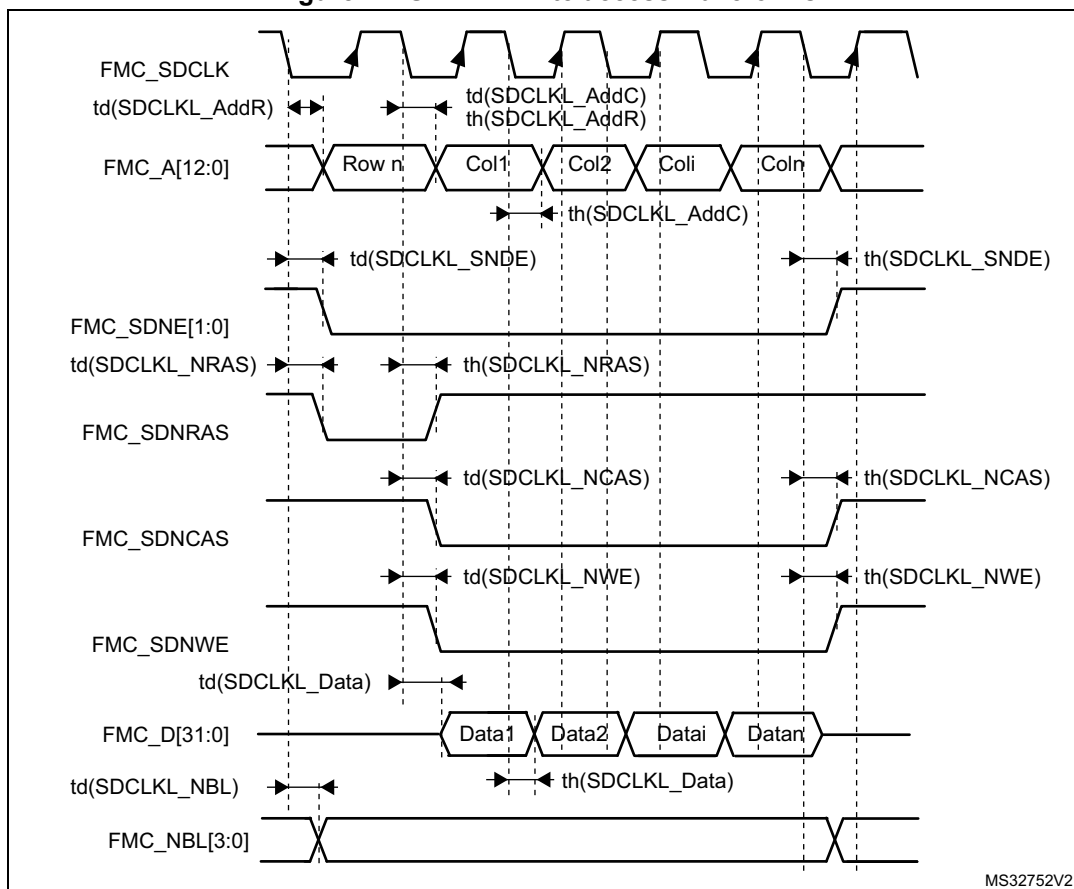 FMC_SDCLK
td(SDCLKL_AddR)
td(SDCLKL_AddC)
th(SDCLKL_AddR)
FMC_A[12:0]
Row n
Col1
Col2
Coli
Coln
th(SDCLKL_AddC)
td(SDCLKL_SNDE)
th(SDCLKL_SNDE)
FMC_SDNE[1:0]
td(SDCLKL_NRAS)
th(SDCLKL_NRAS)
FMC_SDNRAS
td(SDCLKL_NCAS)
th(SDCLKL_NCAS)
FMC_SDNCAS
td(SDCLKL_NWE)
th(SDCLKL_NWE)
FMC_SDNWE
td(SDCLKL_Data)
FMC_D[31:0]
Data1
Data2
Datai
Datan
td(SDCLKL_NBL)
th(SDCLKL_Data)
FMC_NBL[3:0]
MS32752V2